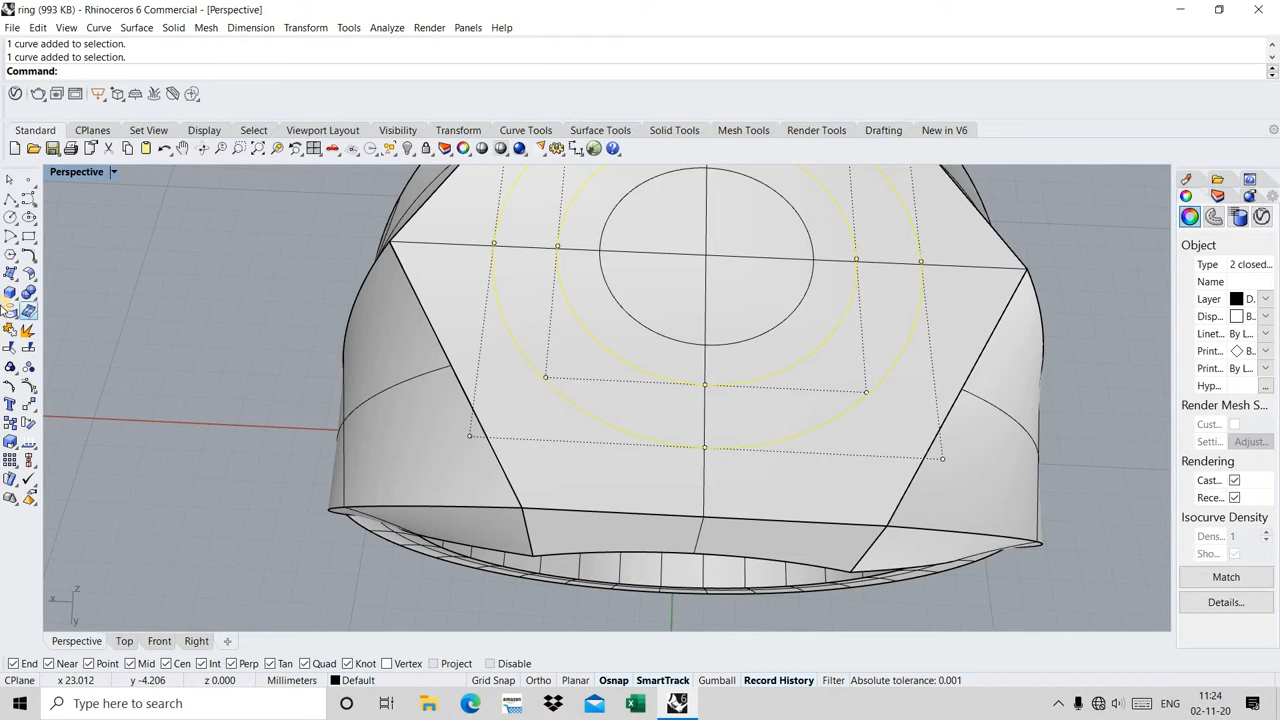 ring (993 KB) - Rhinoceros 6 Commercial - [Perspective]
File Edit View Curve Surface Solid Mesh Dimension Transform Tools Analyze Render Panels Help
1 curve added to selection.
1 curve added to selection.
Command:
Standard CPlanes Set View Display Select Viewport Layout Visibility Transform Curve Tools Surface Tools Solid Tools Mesh Tools Render Tools Drafting New in V6
Perspective
Object
Type 2 closed...
Name
Layer D.
Disp... B...
Linet... By L...
Print... By L...
Print... B...
Print... By L...
Hyp... ...
Render Mesh S...
Cust...
Setti... Adjust...
Rendering
Cast...
Rece...
Isocurve Density
Dens... 1
Sho...
Match
Details...
z
x
y
Perspective Top Front Right
End Near Point Mid Cen Int Perp Tan Quad Knot Vertex Project Disable
CPlane x 23.012 y -4.206 z 0.000 Millimeters Default Grid Snap Ortho Planar Osnap SmartTrack Gumball Record History Filter Absolute tolerance: 0.001
Type here to search
ENG
11:24
02-11-20